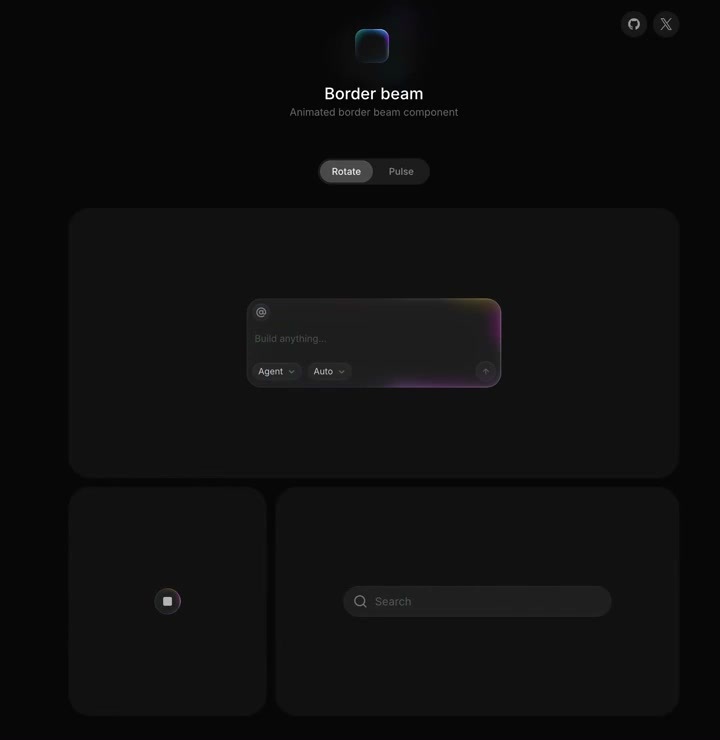 Border beam
Animated border beam component
Rotate Pulse
@
Build anything...
Agent Auto
Search